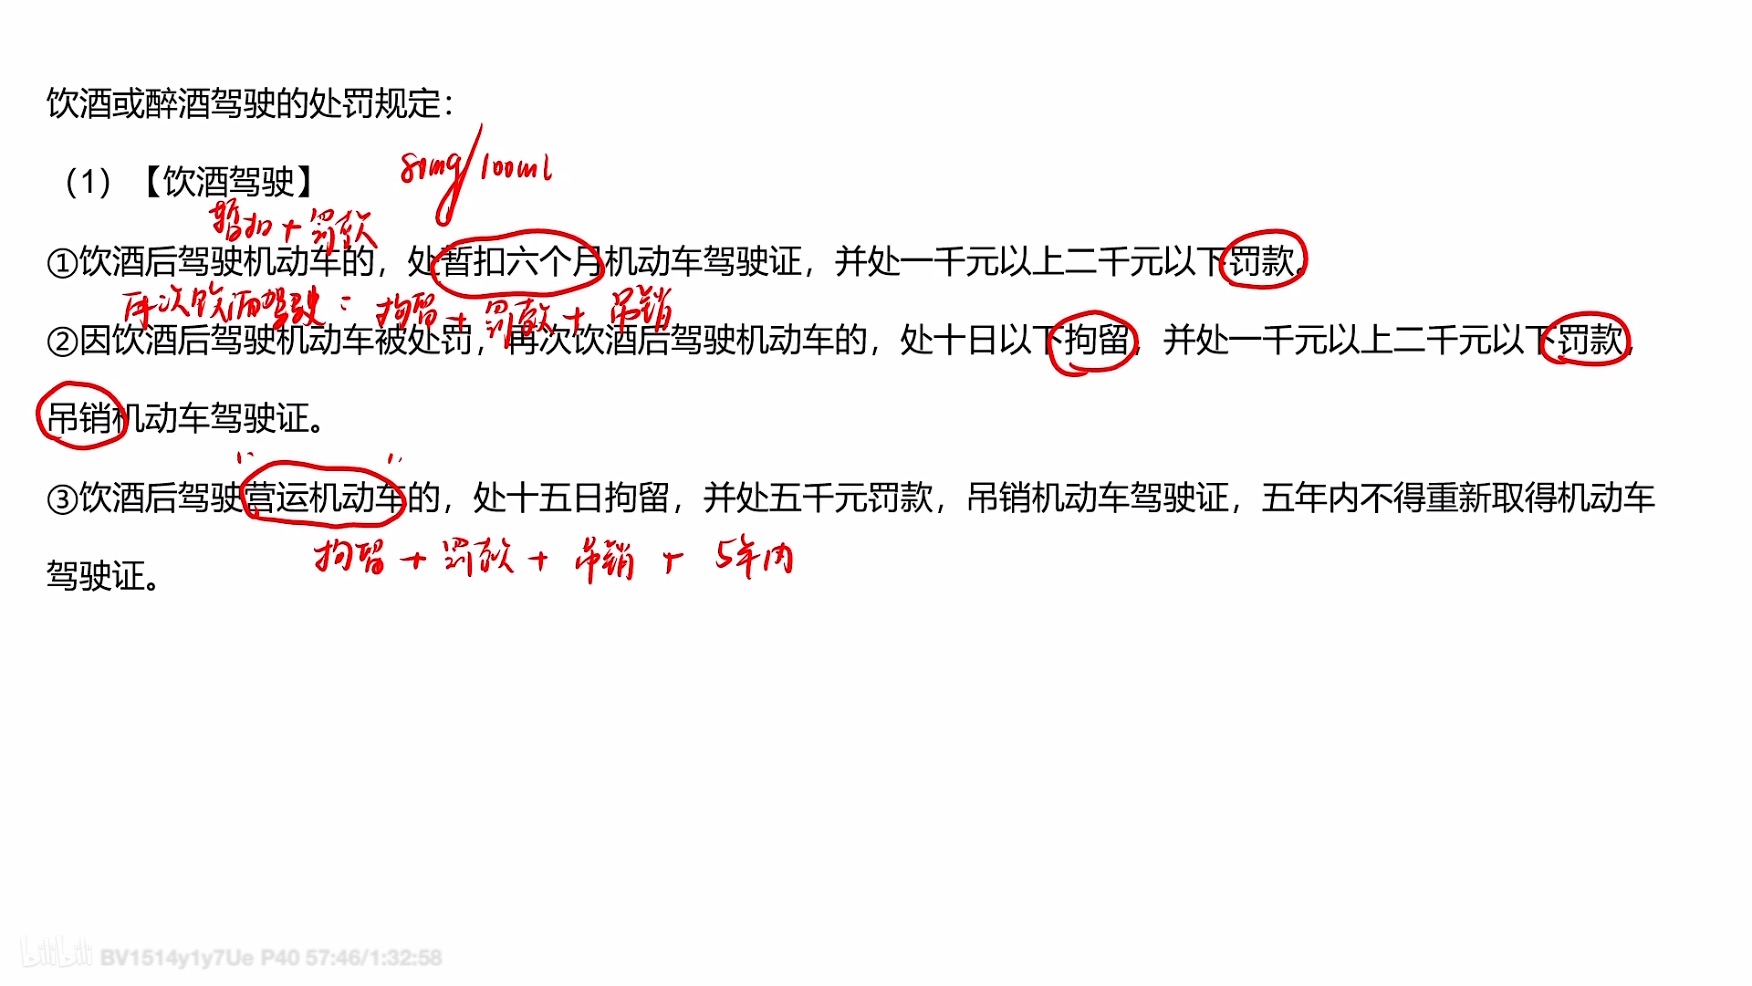 饮酒或醉酒驾驶的处罚规定：
80mg/100ml
（1）【饮酒驾驶】
暂扣+罚款
①饮酒后驾驶机动车的，处暂扣六个月机动车驾驶证，并处一千元以上二千元以下罚款。
再次饮酒驾驶：拘留+罚款+吊销
②因饮酒后驾驶机动车被处罚，再次饮酒后驾驶机动车的，处十日以下拘留，并处一千元以上二千元以下罚款，
吊销机动车驾驶证。
③饮酒后驾驶营运机动车的，处十五日拘留，并处五千元罚款，吊销机动车驾驶证，五年内不得重新取得机动车
拘留+罚款+吊销+5年内
驾驶证。
bilibili BV1514y1y7Ue P40 57:46/1:32:58